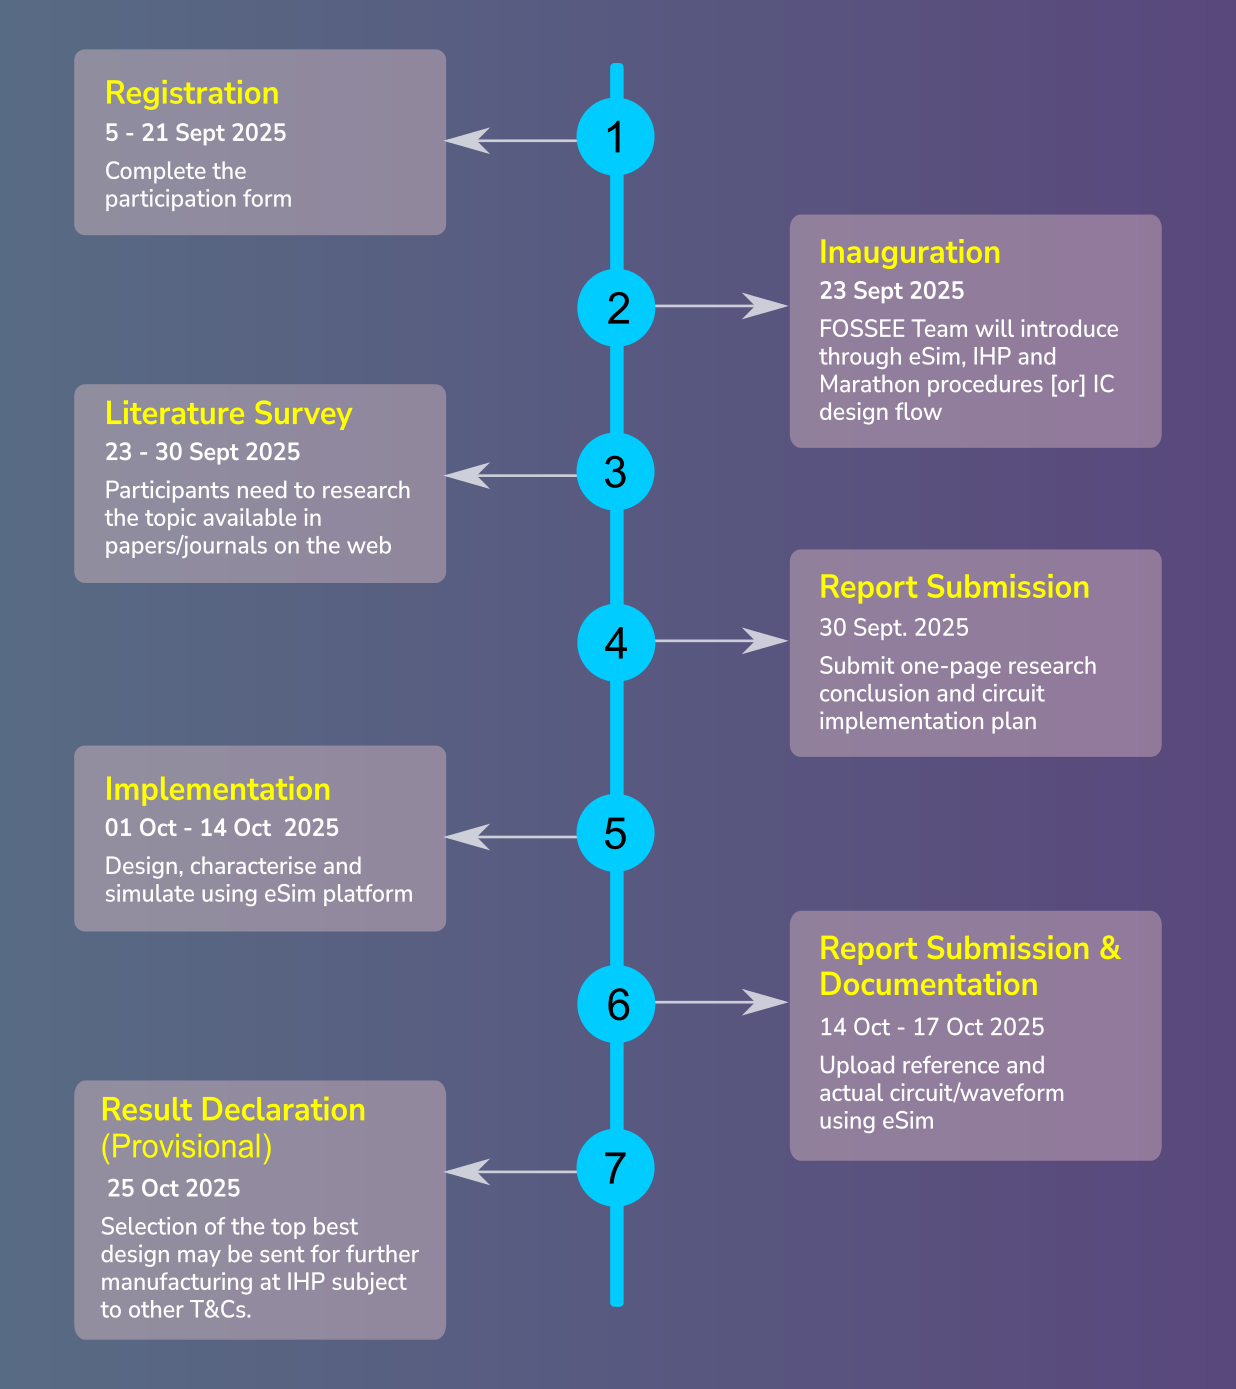 Registration
5 - 21 Sept 2025
Complete the
participation form
1
Inauguration
23 Sept 2025
FOSSEE Team will introduce
through eSim, IHP and
Marathon procedures [or] IC
design flow
2
Literature Survey
23 - 30 Sept 2025
Participants need to research
the topic available in
papers/journals on the web
3
Report Submission
30 Sept. 2025
Submit one-page research
conclusion and circuit
implementation plan
4
Implementation
01 Oct - 14 Oct  2025
Design, characterise and
simulate using eSim platform
5
Report Submission &
Documentation
14 Oct - 17 Oct 2025
Upload reference and
actual circuit/waveform
using eSim
6
Result Declaration
(Provisional)
25 Oct 2025
Selection of the top best
design may be sent for further
manufacturing at IHP subject
to other T&Cs.
7